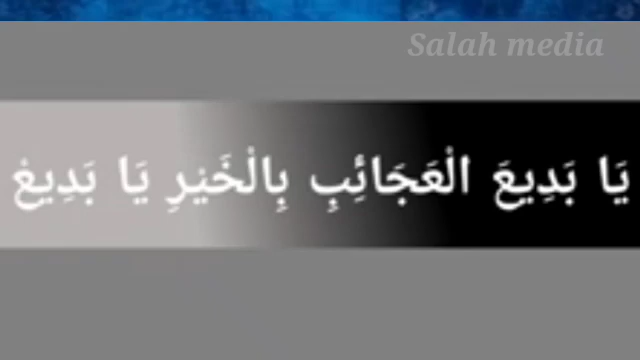 Salah media
يَا بَدِيعَ الْعَجَائِبِ بِالْخَيْرِ يَا بَدِيعْ